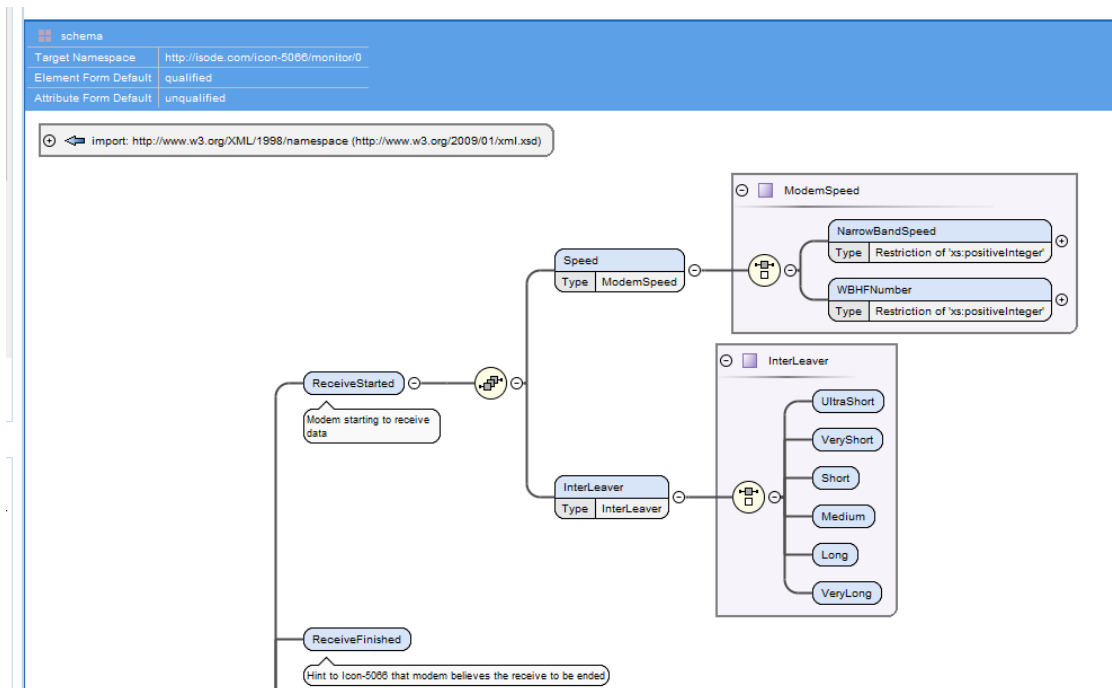 schema
Target Namespace http://isode.com/icon-5066/monitor/0
Element Form Default qualified
Attribute Form Default unqualified
import: http://www.w3.org/XML/1998/namespace (http://www.w3.org/2009/01/xml.xsd)
ModemSpeed
NarrowBandSpeed
Type Restriction of 'xs:positiveInteger'
WBHFNumber
Type Restriction of 'xs:positiveInteger'
Speed
Type ModemSpeed
InterLeaver
UltraShort
VeryShort
Short
Medium
Long
VeryLong
ReceiveStarted
Modem starting to receive
data
InterLeaver
Type InterLeaver
ReceiveFinished
Hint to Icon-5066 that modem believes the receive to be ended